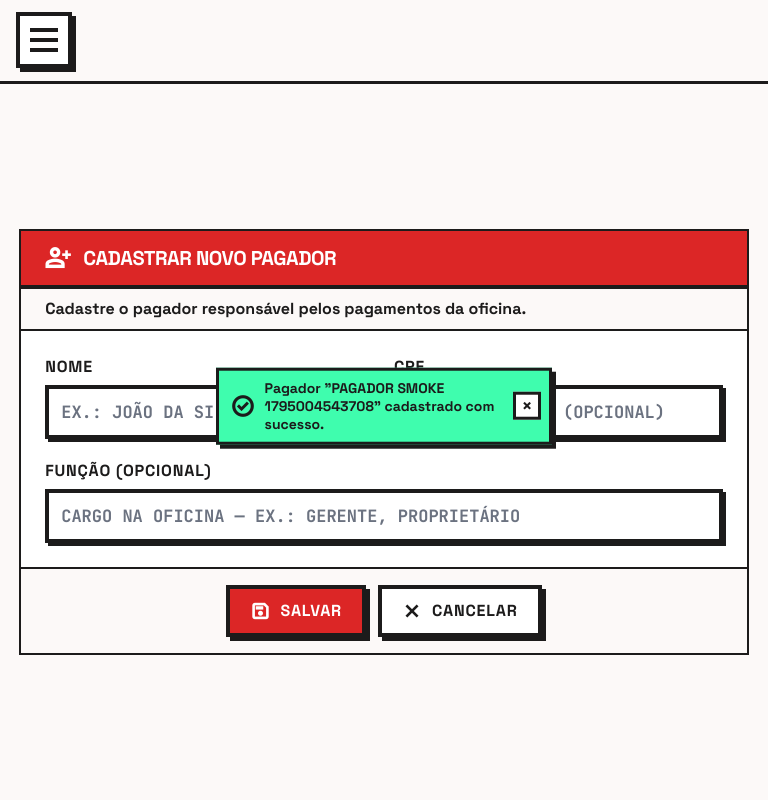 CADASTRAR NOVO PAGADOR
Cadastre o pagador responsável pelos pagamentos da oficina.
NOME
CPF
Pagador "PAGADOR SMOKE
1795004543708" cadastrado com
sucesso.
×
EX.: JOÃO DA SI
(OPCIONAL)
FUNÇÃO (OPCIONAL)
CARGO NA OFICINA — EX.: GERENTE, PROPRIETÁRIO
SALVAR
CANCELAR